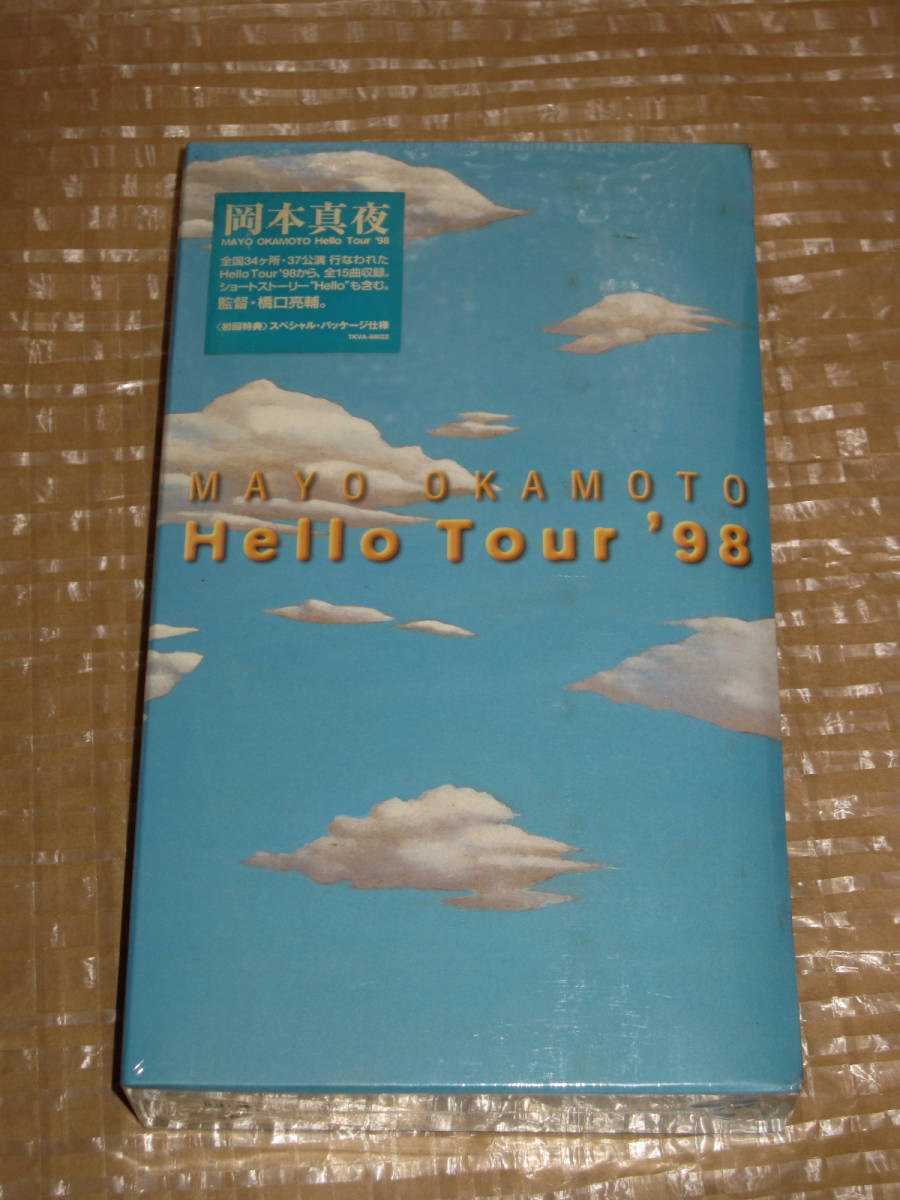 岡本真夜
MAYO OKAMOTO Hello Tour '98
全国34ヶ所・37公演 行なわれた
Hello Tour '98から、全15曲収録。
ショートストーリー“Hello”も含む。
監督・橋口亮輔。
〈初回特典〉スペシャル・パッケージ仕様
MAYO OKAMOTO
Hello Tour ’98